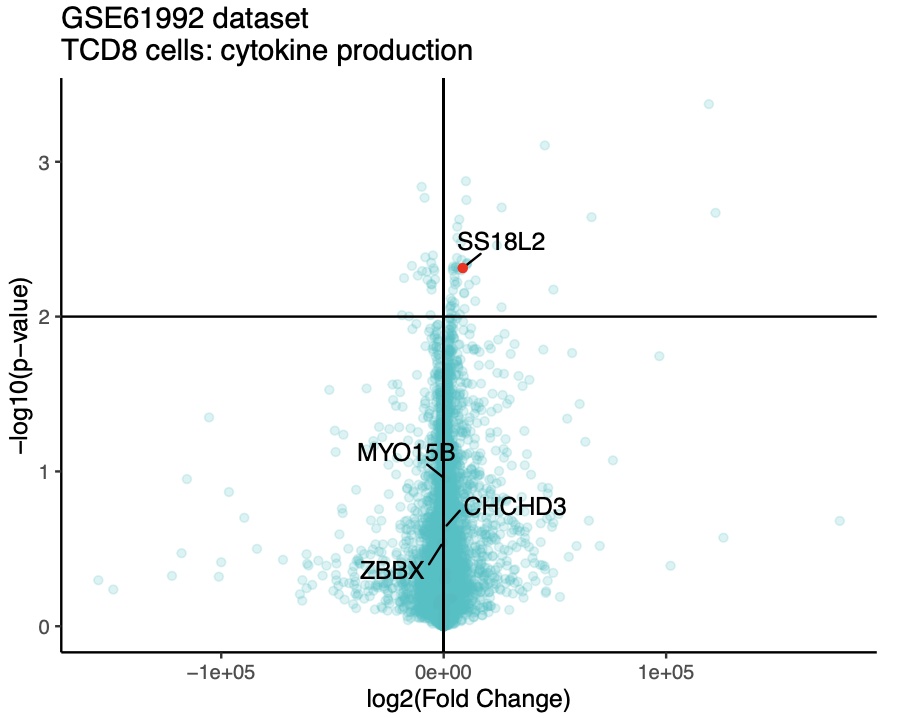 GSE61992 dataset
TCD8 cells: cytokine production
3
SS18L2
2
MYO15B
1
CHCHD3
ZBBX
0
−1e+05 0e+00 1e+05
log2(Fold Change)
−log10(p−value)